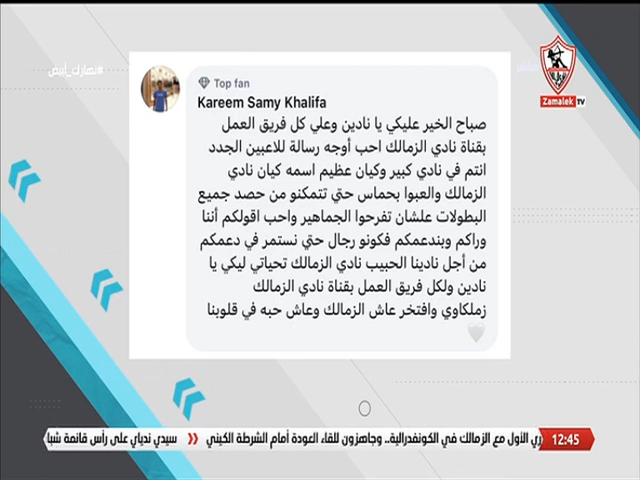 #نهارك_أبيض
Zamalek TV
Top fan
Kareem Samy Khalifa
صباح الخير عليكي يا نادين وعلي كل فريق العمل
بقناة نادي الزمالك احب أوجه رسالة للاعبين الجدد
انتم في نادي كبير وكيان عظيم اسمه كيان نادي
الزمالك والعبوا بحماس حتي تتمكنو من حصد جميع
البطولات علشان تفرحوا الجماهير واحب اقولكم أننا
وراكم وبندعمكم فكونو رجال حتي نستمر في دعمكم
من أجل نادينا الحبيب نادي الزمالك تحياتي ليكي يا
نادين ولكل فريق العمل بقناة نادي الزمالك
زملكاوي وافتخر عاش الزمالك وعاش حبه في قلوبنا
12:45
ري الأول مع الزمالك في الكونفدرالية.. وجاهزون للقاء العودة أمام الشرطة الكيني » سيدي ندياي على رأس قائمة شبا